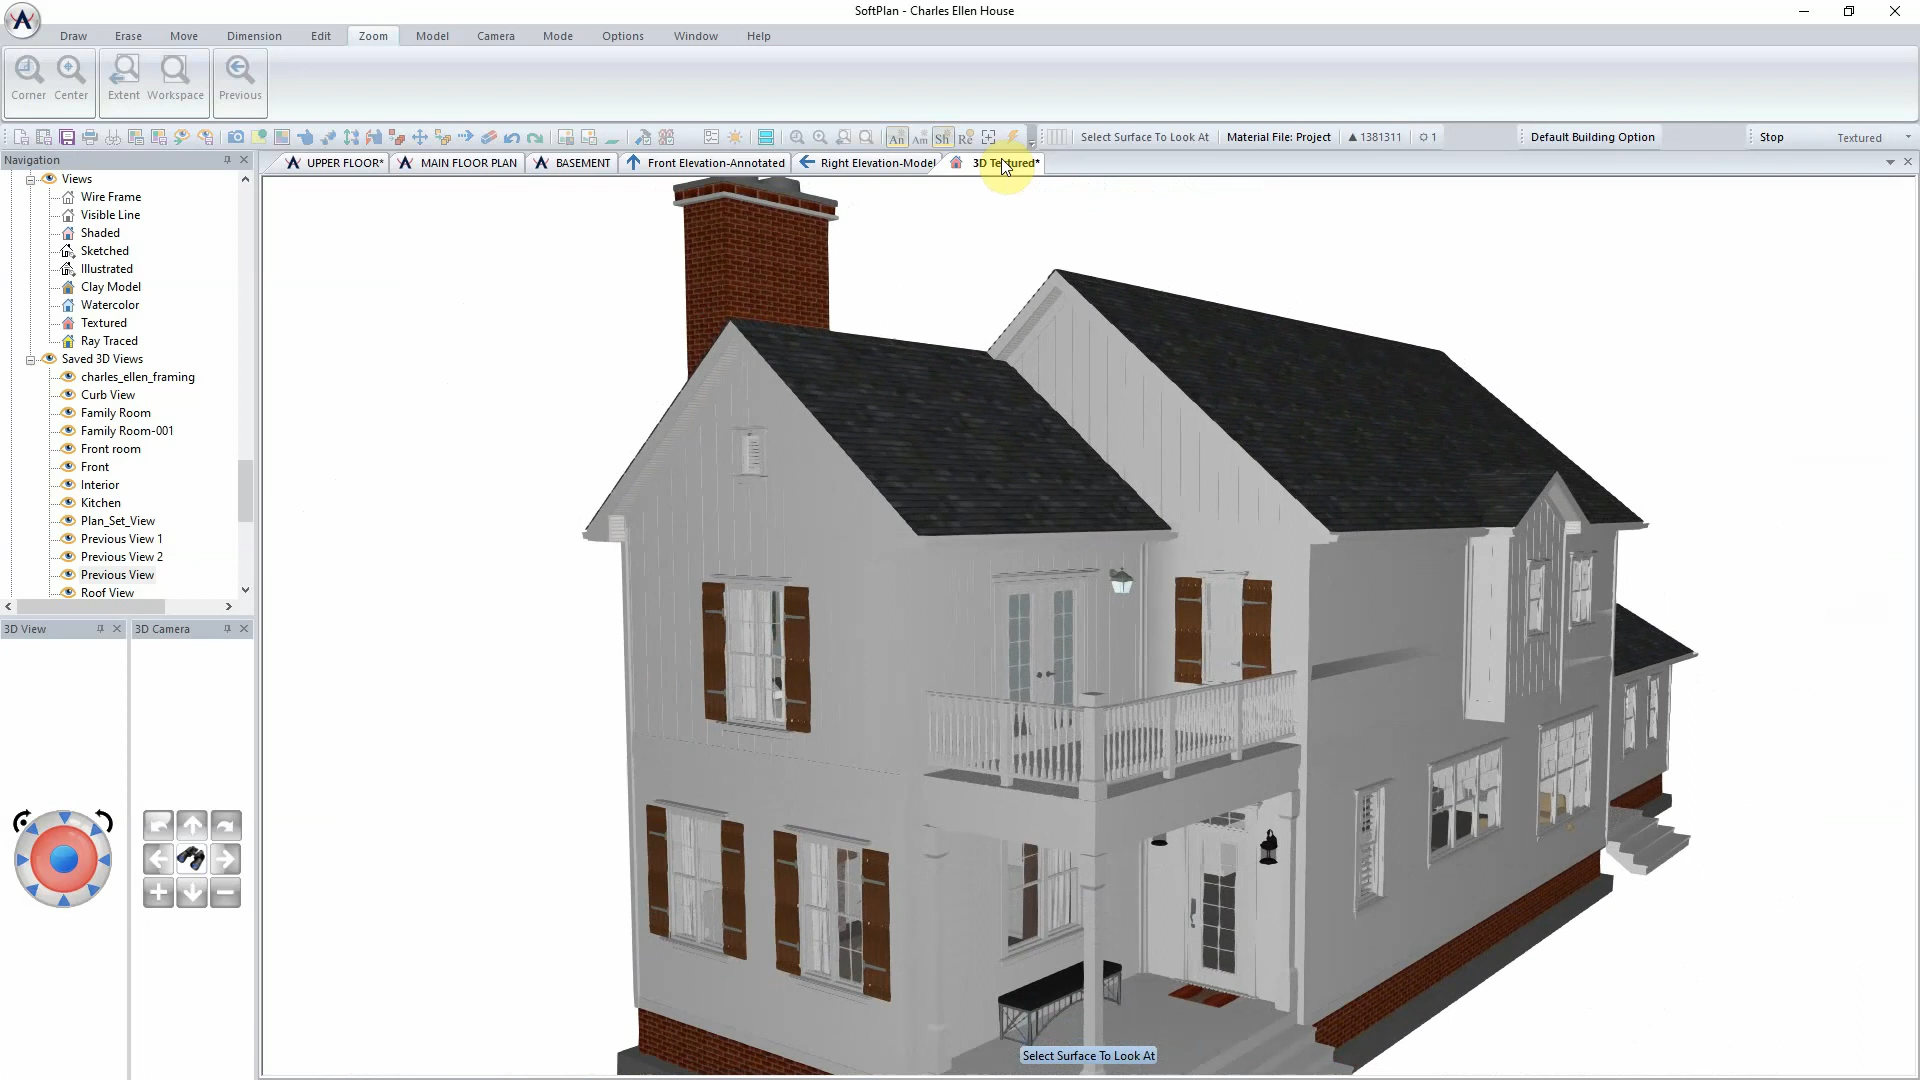 SoftPlan - Charles Ellen House
Draw Erase Move Dimension Edit Zoom Model Camera Mode Options Window Help
Corner Center Extent Workspace Previous
An Am Sh Re Select Surface To Look At Material File: Project 1381311 1 Default Building Option Stop Textured
Navigation
UPPER FLOOR* MAIN FLOOR PLAN BASEMENT Front Elevation-Annotated Right Elevation-Model 3D Textured*
Views
Wire Frame
Visible Line
Shaded
Sketched
Illustrated
Clay Model
Watercolor
Textured
Ray Traced
Saved 3D Views
charles_ellen_framing
Curb View
Family Room
Family Room-001
Front room
Front
Interior
Kitchen
Plan_Set_View
Previous View 1
Previous View 2
Previous View
Roof View
3D View 3D Camera
Select Surface To Look At